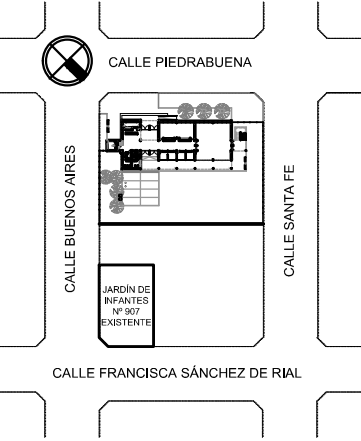 CALLE PIEDRABUENA
CALLE BUENOS AIRES
CALLE SANTA FE
JARDÍN DE
INFANTES
Nº 907
EXISTENTE
CALLE FRANCISCA SÁNCHEZ DE RIAL